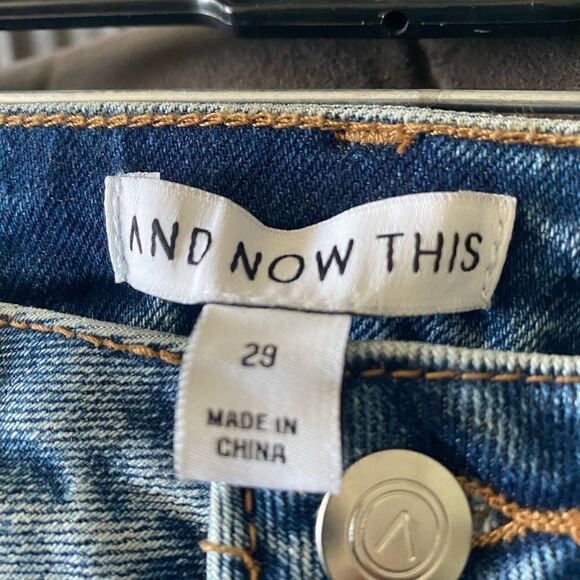 AND NOW THIS
29
MADE IN
CHINA